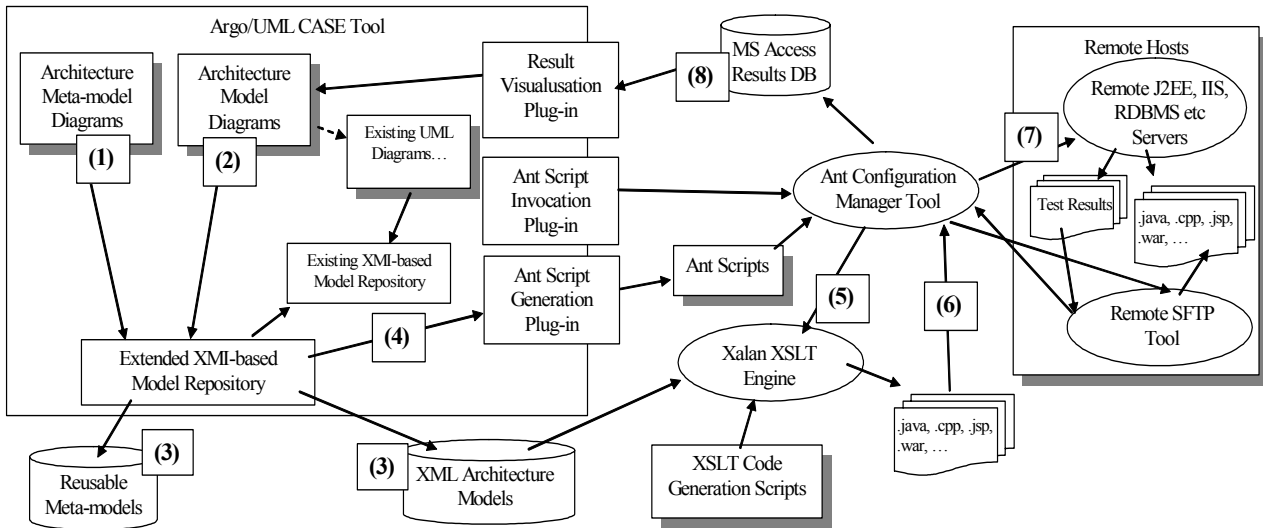 Argo/UML CASE Tool
Architecture
Meta-model
Diagrams
(1)
Architecture
Model
Diagrams
(2)
Existing UML
Diagrams…
Existing XMI-based
Model Repository
Extended XMI-based
Model Repository
Result
Visualusation
Plug-in
Ant Script
Invocation
Plug-in
Ant Script
Generation
Plug-in
(4)
(3)
Reusable
Meta-models
(3)
XML Architecture
Models
(8)
MS Access
Results DB
Ant Configuration
Manager Tool
Ant Scripts
(5)
(6)
Xalan XSLT
Engine
XSLT Code
Generation Scripts
.java, .cpp, .jsp,
.war, …
(7)
Remote Hosts
Remote J2EE, IIS,
RDBMS etc
Servers
Test Results
.java, .cpp, .jsp,
.war, …
Remote SFTP
Tool